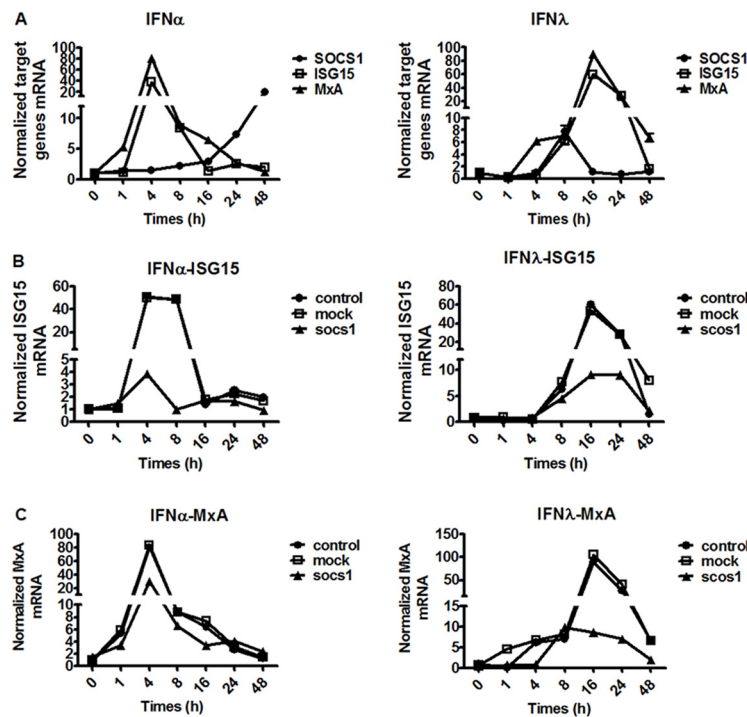 A
IFNα
Normalized target
genes mRNA
100
80
60
40
20
10
5
0
0 1 4 8 16 24 48
Times (h)
SOCS1
ISG15
MxA
IFNλ
Normalized target
genes mRNA
100
80
60
40
20
10
8
6
4
2
0
0 1 4 8 16 24 48
Times (h)
SOCS1
ISG15
MxA
B
IFNα-ISG15
Normalized ISG15
mRNA
60
40
20
5
4
3
2
1
0
0 1 4 8 16 24 48
Times (h)
control
mock
socs1
IFNλ-ISG15
Normalized ISG15
mRNA
80
60
40
20
10
5
0
0 1 4 8 16 24 48
Times (h)
control
mock
scos1
C
IFNα-MxA
Normalized MxA
mRNA
100
80
60
40
20
10
8
6
4
2
0
0 1 4 8 16 24 48
Times (h)
control
mock
socs1
IFNλ-MxA
Normalized MxA
mRNA
150
100
50
15
10
5
0
0 1 4 8 16 24 48
Times (h)
control
mock
scos1